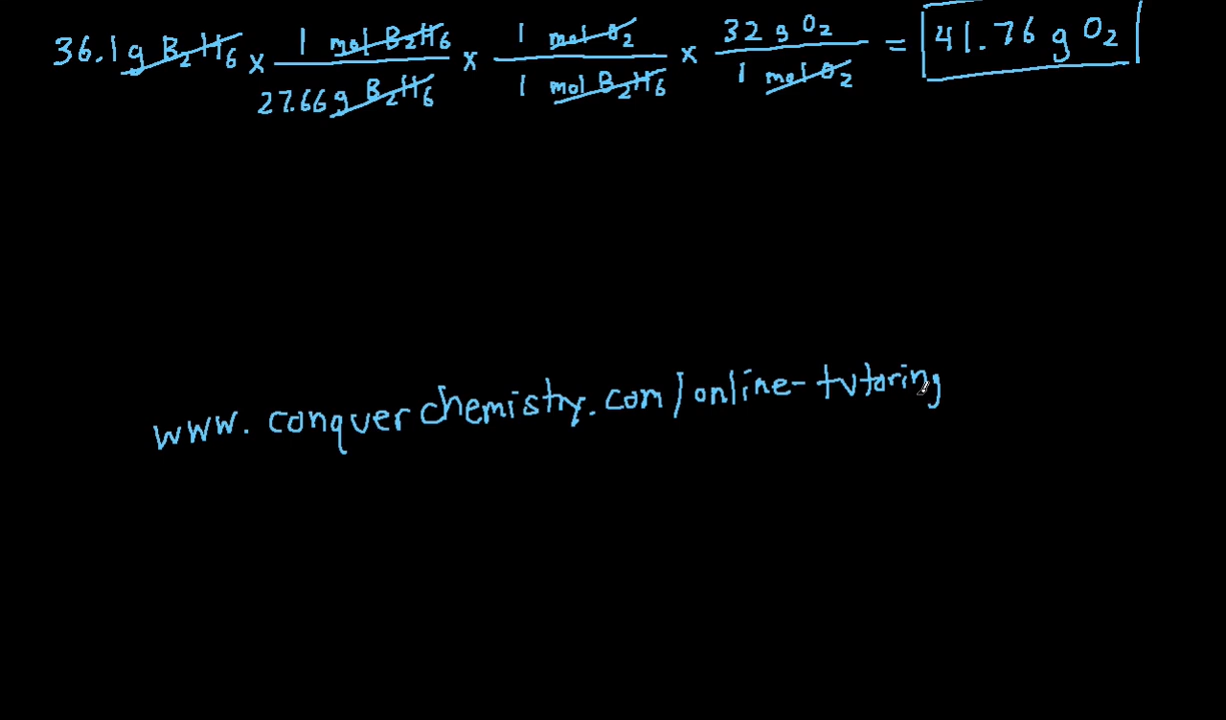 36.1 g B₂H₆ × 1 mol B₂H₆ / 27.66 g B₂H₆ × 1 mol O₂ / 1 mol B₂H₆ × 32 g O₂ / 1 mol O₂ = 41.76 g O₂
www.conquerchemistry.com/online-tutoring